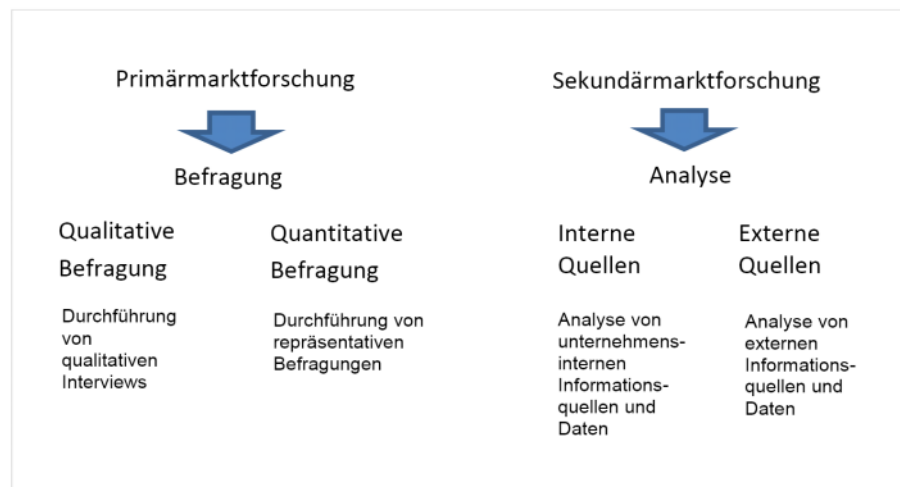 Primärmarktforschung
Befragung
Qualitative
Befragung
Durchführung
von
qualitativen
Interviews
Quantitative
Befragung
Durchführung von
repräsentativen
Befragungen
Sekundärmarktforschung
Analyse
Interne
Quellen
Analyse von
unternehmens-
internen
Informations-
quellen und
Daten
Externe
Quellen
Analyse von
externen
Informations-
quellen und
Daten